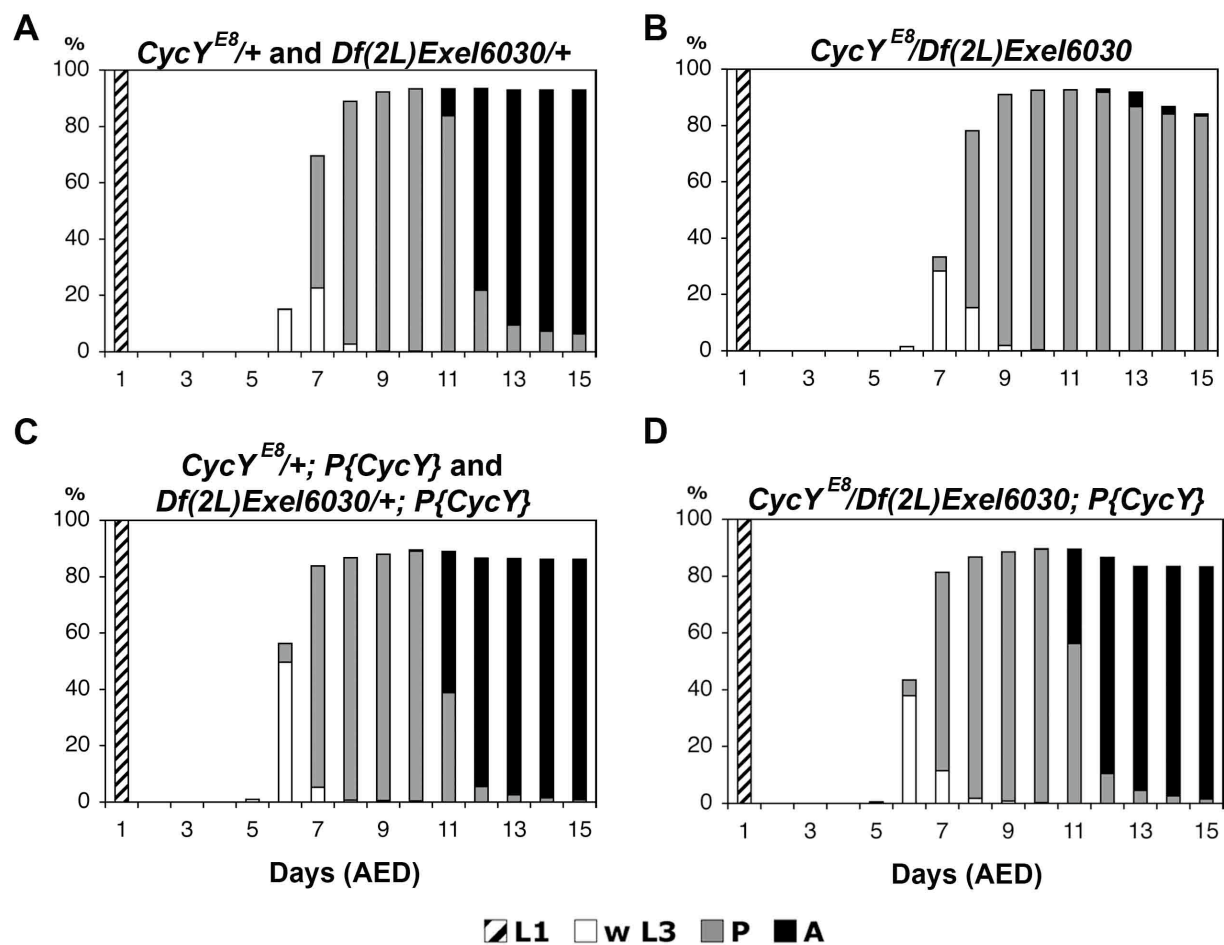 A
CycY E8/+ and Df(2L)Exel6030/+
%
100
80
60
40
20
0
1 3 5 7 9 11 13 15
B
CycY E8/Df(2L)Exel6030
%
100
80
60
40
20
0
1 3 5 7 9 11 13 15
C
CycY E8/+; P{CycY} and
Df(2L)Exel6030/+; P{CycY}
%
100
80
60
40
20
0
1 3 5 7 9 11 13 15
Days (AED)
D
CycY E8/Df(2L)Exel6030; P{CycY}
%
100
80
60
40
20
0
1 3 5 7 9 11 13 15
Days (AED)
L1 w L3 P A